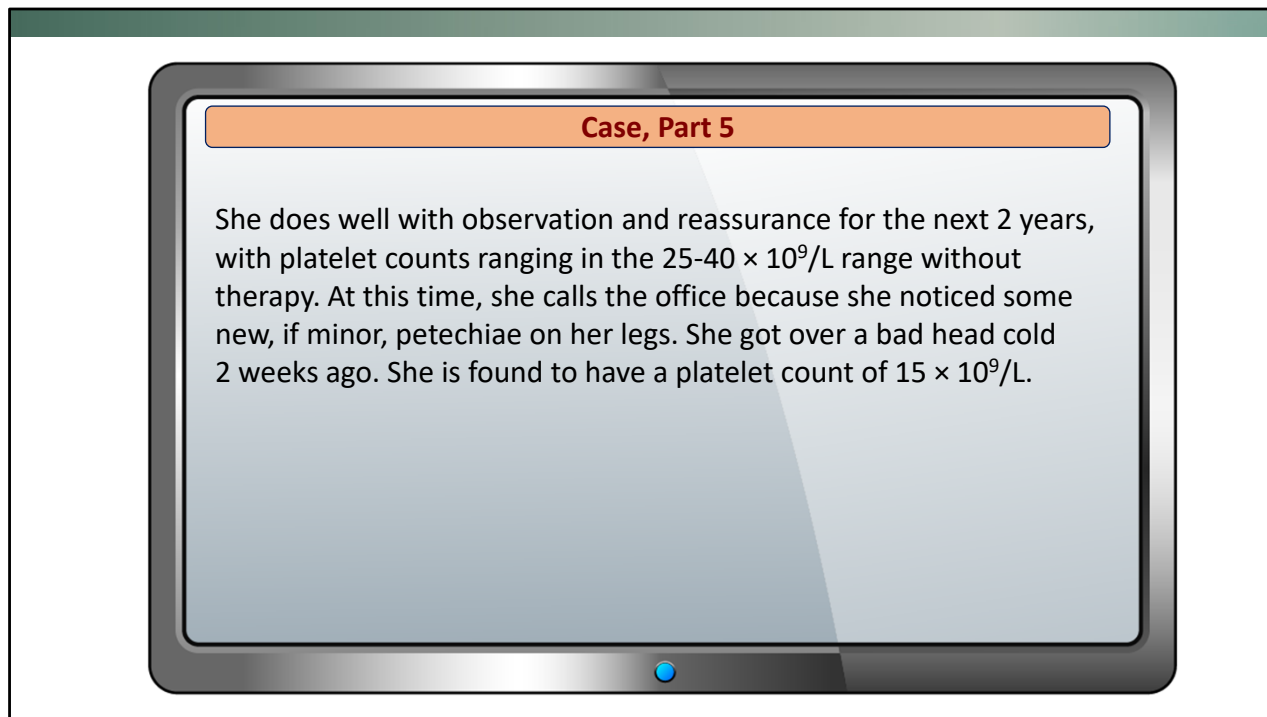 Case, Part 5
She does well with observation and reassurance for the next 2 years,
with platelet counts ranging in the 25-40 × 10⁹/L range without
therapy. At this time, she calls the office because she noticed some
new, if minor, petechiae on her legs. She got over a bad head cold
2 weeks ago. She is found to have a platelet count of 15 × 10⁹/L.